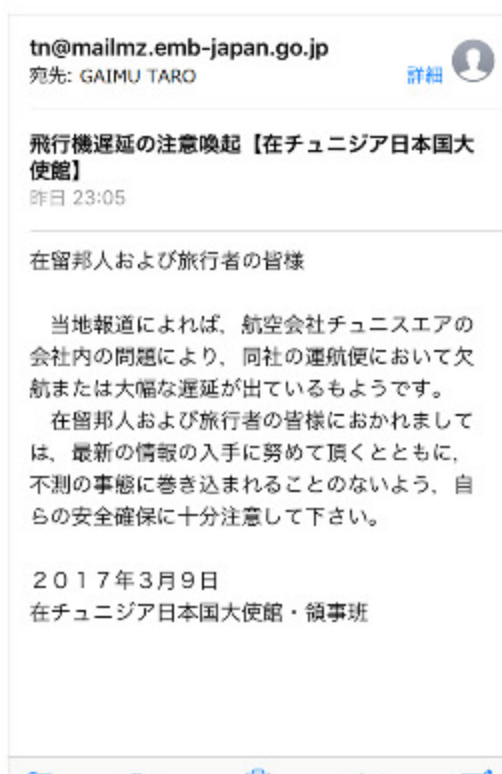 tn@mailmz.emb-japan.go.jp
宛先: GAIMU TARO
詳細
飛行機遅延の注意喚起【在チュニジア日本国大
使館】
昨日 23:05
在留邦人および旅行者の皆様
当地報道によれば、航空会社チュニスエアの
会社内の問題により、同社の運航便において欠
航または大幅な遅延が出ているもようです。
在留邦人および旅行者の皆様におかれまして
は、最新の情報の入手に努めて頂くとともに、
不測の事態に巻き込まれることのないよう、自
らの安全確保に十分注意して下さい。
２０１７年３月９日
在チュニジア日本国大使館・領事班